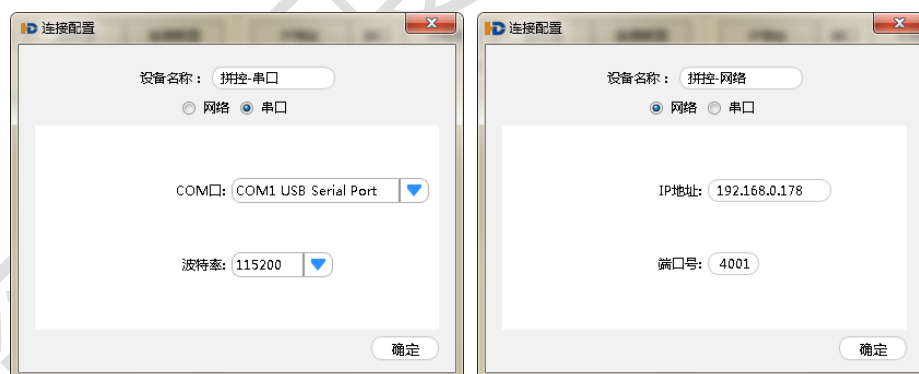 连接配置
设备名称： 拼控-串口
网络 串口
COM口: COM1 USB Serial Port
波特率: 115200
确定
连接配置
设备名称： 拼控-网络
网络 串口
IP地址: 192.168.0.178
端口号: 4001
确定